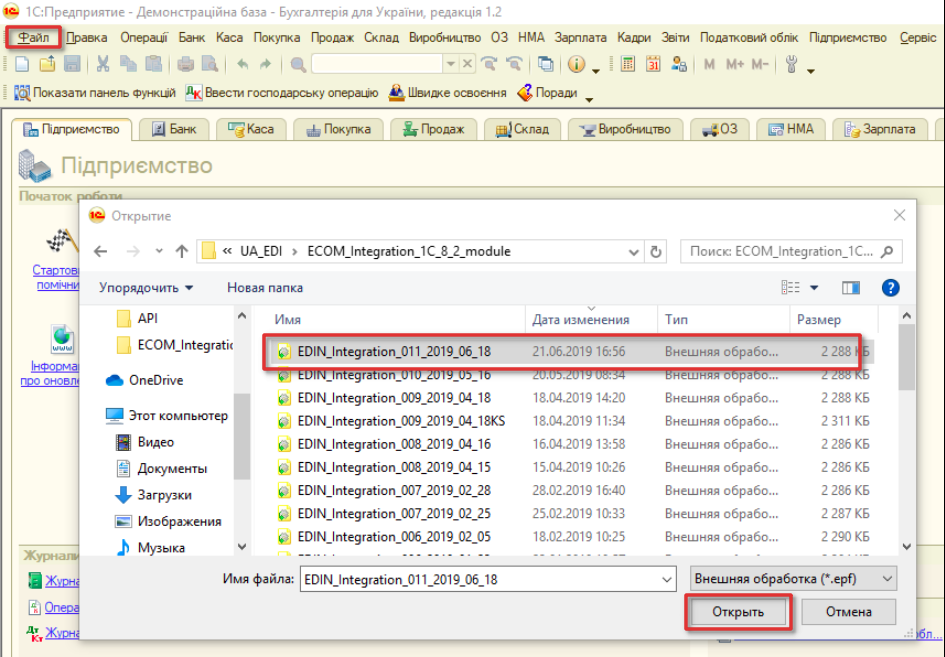 1С:Предприятие - Демонстраційна база - Бухгалтерія для України, редакція 1.2
Файл Правка Операції Банк Каса Покупка Продаж Склад Виробництво ОЗ НМА Зарплата Кадри Звіти Податковий облік Підприємство Сервіс
M M+ M-
Показати панель функцій Ввести господарську операцію Швидке освоєння Поради
Підприємство Банк Каса Покупка Продаж Склад Виробництво ОЗ НМА Зарплата
Підприємство
Початок роботи
Открытие
« UA_EDI › ECOM_Integration_1C_8_2_module
Поиск: ECOM_Integration_1C...
Упорядочить Новая папка
Имя Дата изменения Тип Размер
API
ECOM_Integratic
OneDrive
Этот компьютер
Видео
Документы
Загрузки
Изображения
Музыка
EDIN_Integration_011_2019_06_18 21.06.2019 16:56 Внешняя обрабо... 2 288 КБ
EDIN_Integration_010_2019_05_16 20.05.2019 08:34 Внешняя обрабо... 2 288 КБ
EDIN_Integration_009_2019_04_18 18.04.2019 14:20 Внешняя обрабо... 2 288 КБ
EDIN_Integration_009_2019_04_18KS 18.04.2019 11:34 Внешняя обрабо... 2 311 КБ
EDIN_Integration_008_2019_04_16 16.04.2019 13:58 Внешняя обрабо... 2 286 КБ
EDIN_Integration_008_2019_04_15 15.04.2019 10:26 Внешняя обрабо... 2 286 КБ
EDIN_Integration_007_2019_02_28 28.02.2019 16:40 Внешняя обрабо... 2 286 КБ
EDIN_Integration_007_2019_02_25 25.02.2019 10:33 Внешняя обрабо... 2 287 КБ
EDIN_Integration_006_2019_02_05 18.02.2019 10:25 Внешняя обрабо... 2 290 КБ
Имя файла: EDIN_Integration_011_2019_06_18 Внешняя обработка (*.epf)
Открыть Отмена
Стартов
помічни
Інформа
про оновле
Журнали
Журна
Опера
Журна